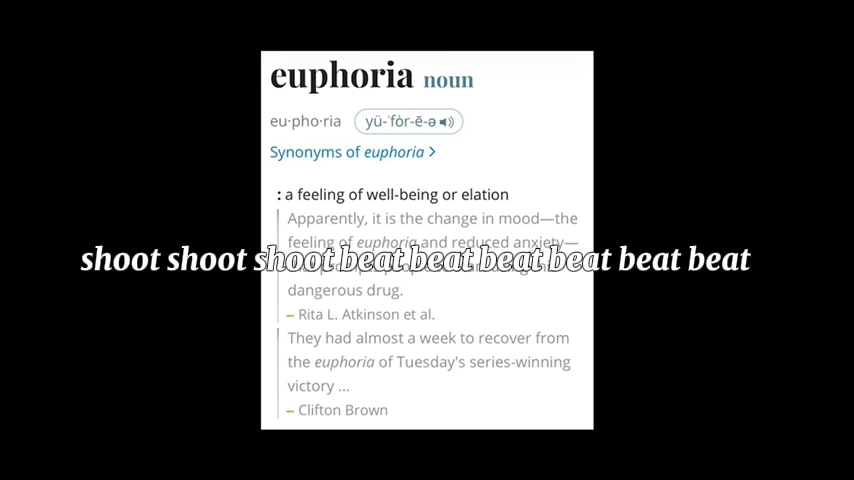 euphoria noun
eu·pho·ria yü-ˈfȯr-ē-ə
Synonyms of euphoria
: a feeling of well-being or elation
Apparently, it is the change in mood—the
feeling of euphoria and reduced anxiety—
shoot shoot shoot beat beat beat beat beat beat
dangerous drug.
– Rita L. Atkinson et al.
They had almost a week to recover from
the euphoria of Tuesday's series-winning
victory ...
– Clifton Brown